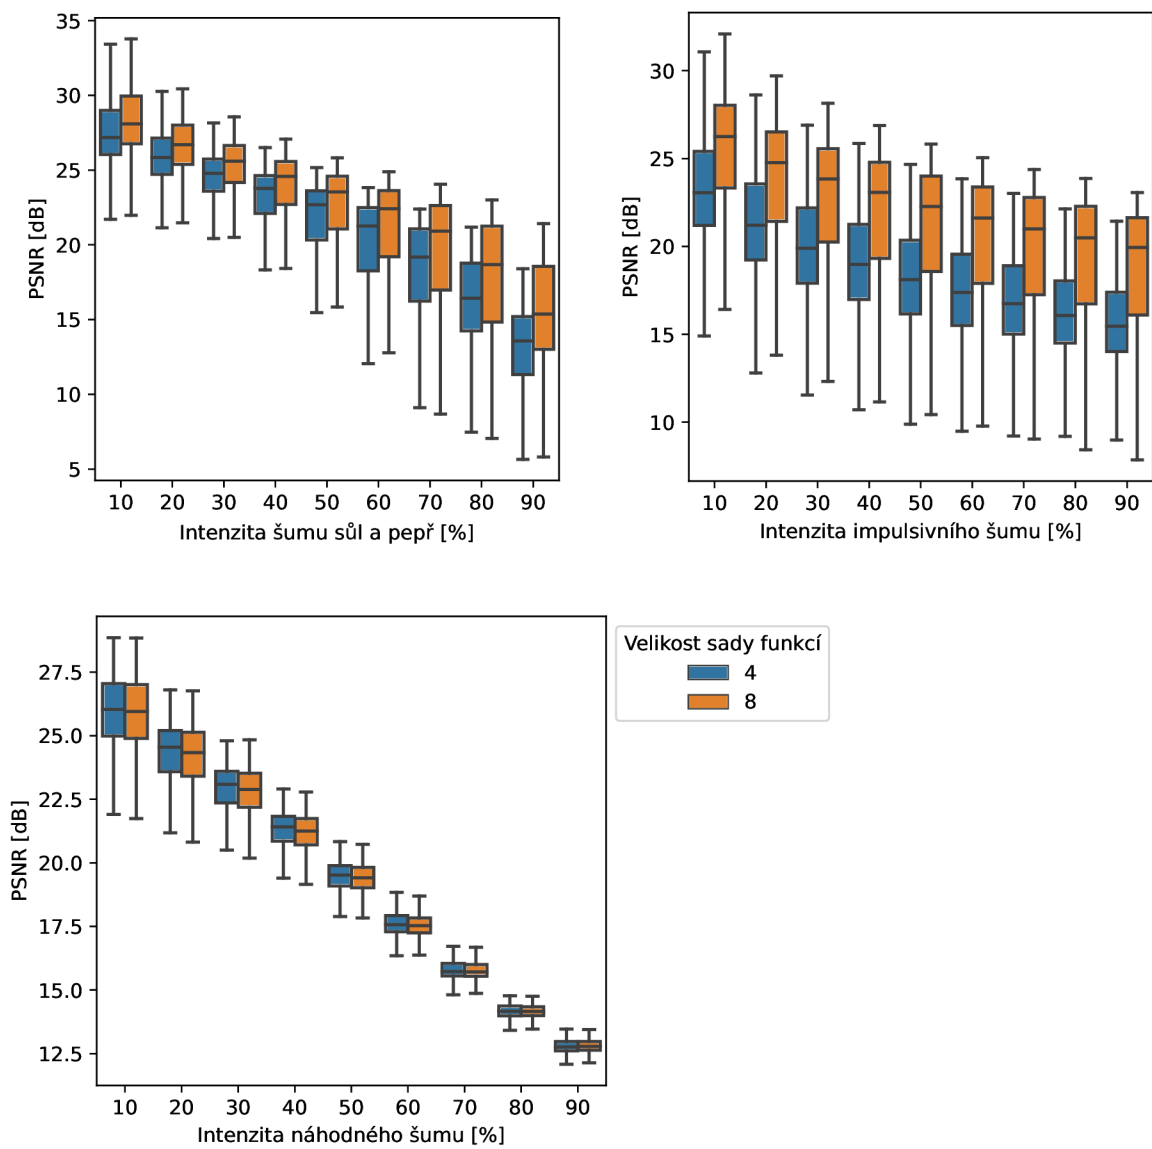 35
30
25
20
15
10
5
PSNR [dB]
10 20 30 40 50 60 70 80 90
Intenzita šumu sůl a pepř [%]
30
25
20
15
10
PSNR [dB]
10 20 30 40 50 60 70 80 90
Intenzita impulsivního šumu [%]
27.5
25.0
22.5
20.0
17.5
15.0
12.5
PSNR [dB]
10 20 30 40 50 60 70 80 90
Intenzita náhodného šumu [%]
Velikost sady funkcí
4
8